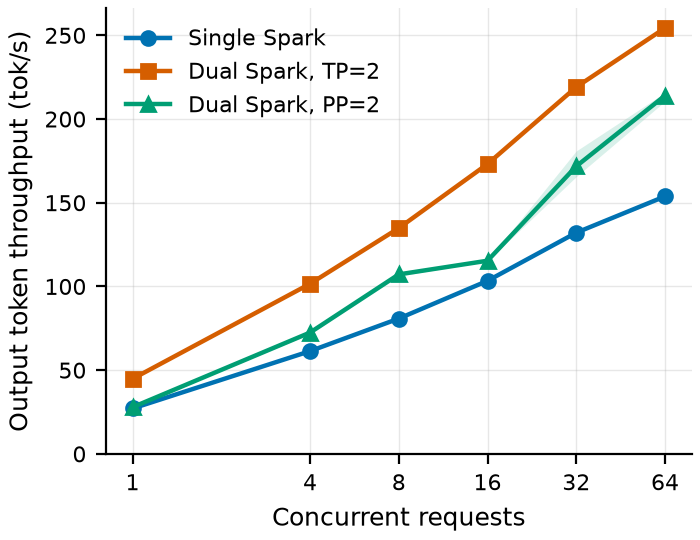 Output token throughput (tok/s)
250
200
150
100
50
0
Single Spark
Dual Spark, TP=2
Dual Spark, PP=2
1 4 8 16 32 64
Concurrent requests